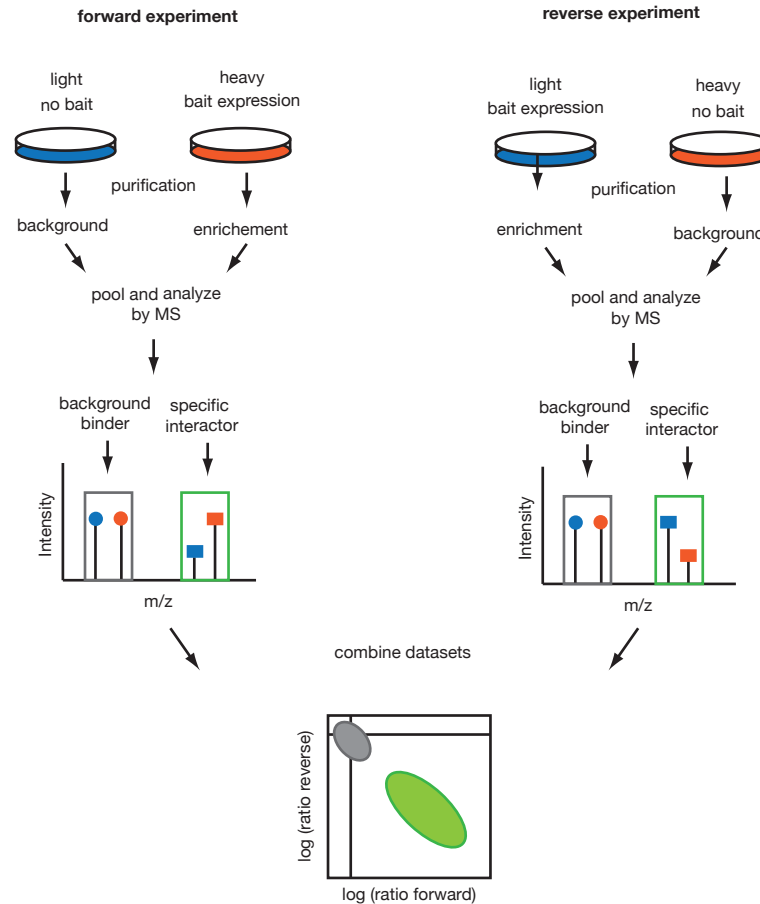 forward experiment
light
no bait
heavy
bait expression
purification
background
enrichement
pool and analyze
by MS
background
binder
specific
interactor
Intensity
m/z
reverse experiment
light
bait expression
heavy
no bait
purification
enrichment
background
pool and analyze
by MS
background
binder
specific
interactor
Intensity
m/z
combine datasets
log (ratio reverse)
log (ratio forward)